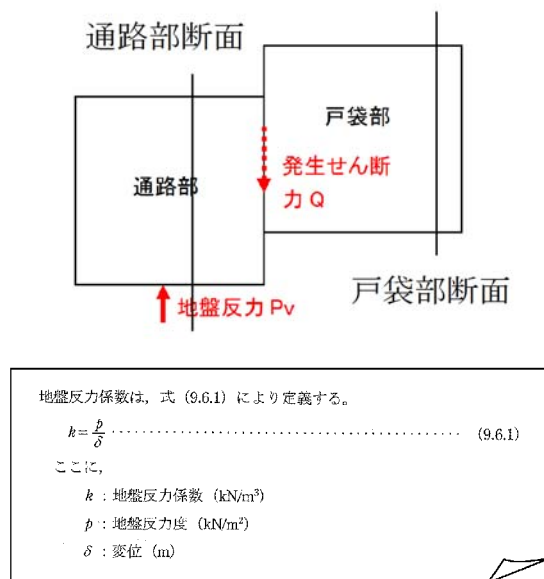 通路部断面
戸袋部
発生せん断
力 Q
通路部
戸袋部断面
地盤反力 Pv
地盤反力係数は,式 (9.6.1) により定義する。
k=p/δ ·················································· (9.6.1)
ここに,
k:地盤反力係数 (kN/m³)
p:地盤反力度 (kN/m²)
δ:変位 (m)